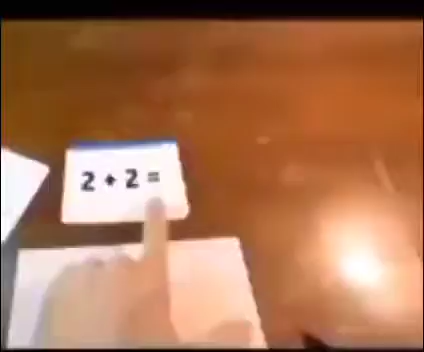 2 + 2 =